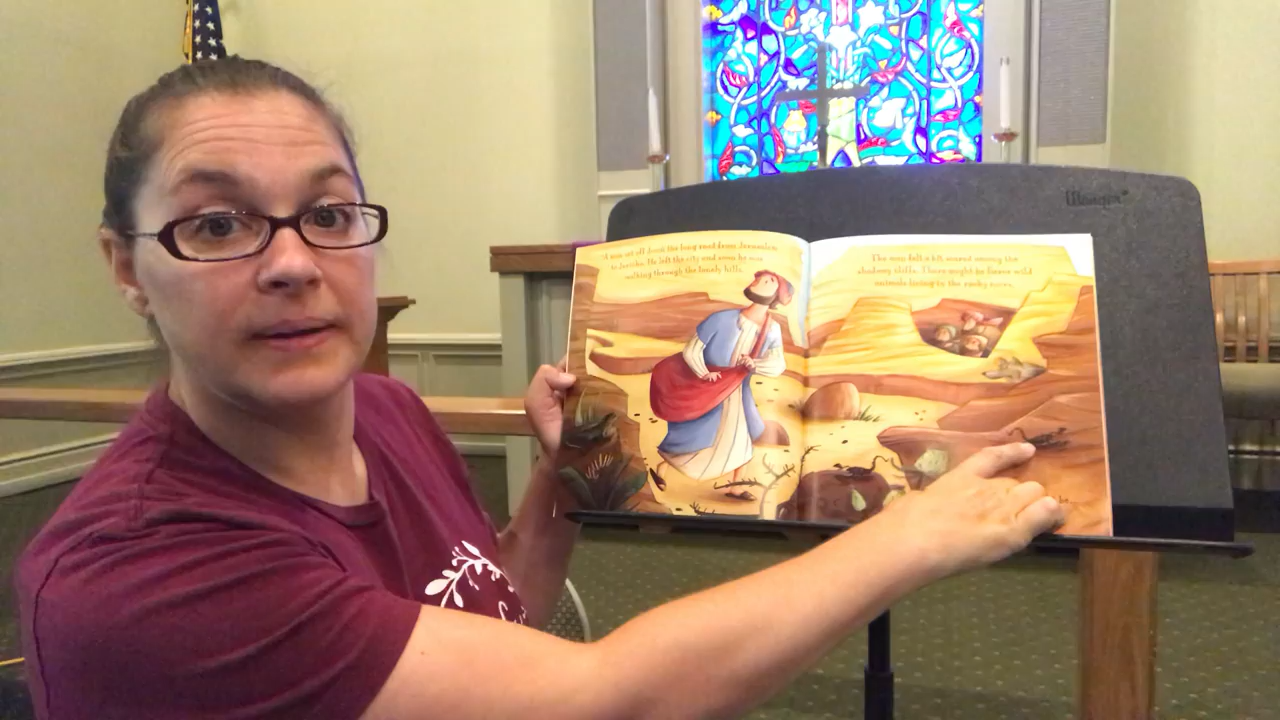 "A man set off down the long road from Jerusalem
to Jericho. He left the city and soon he was
walking through the lonely hills.
The man felt a bit scared among the
shadowy cliffs. There might be fierce wild
animals living in the rocky caves,
Wenger